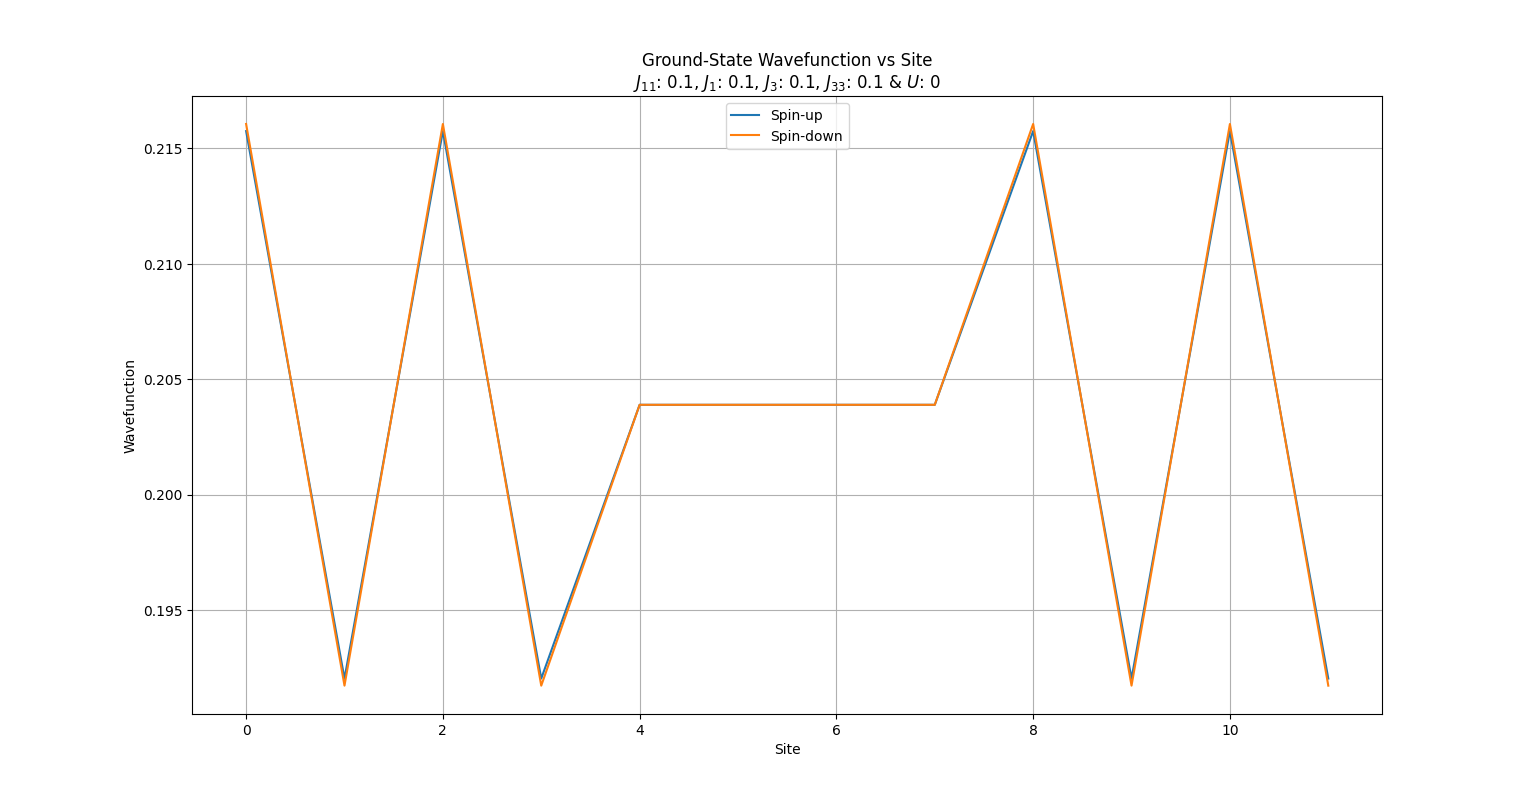 Ground-State Wavefunction vs Site
J₁₁: 0.1, J₁: 0.1, J₃: 0.1, J₃₃: 0.1 & U: 0
Spin-up
Spin-down
0.215
0.210
0.205
0.200
0.195
Wavefunction
0 2 4 6 8 10
Site